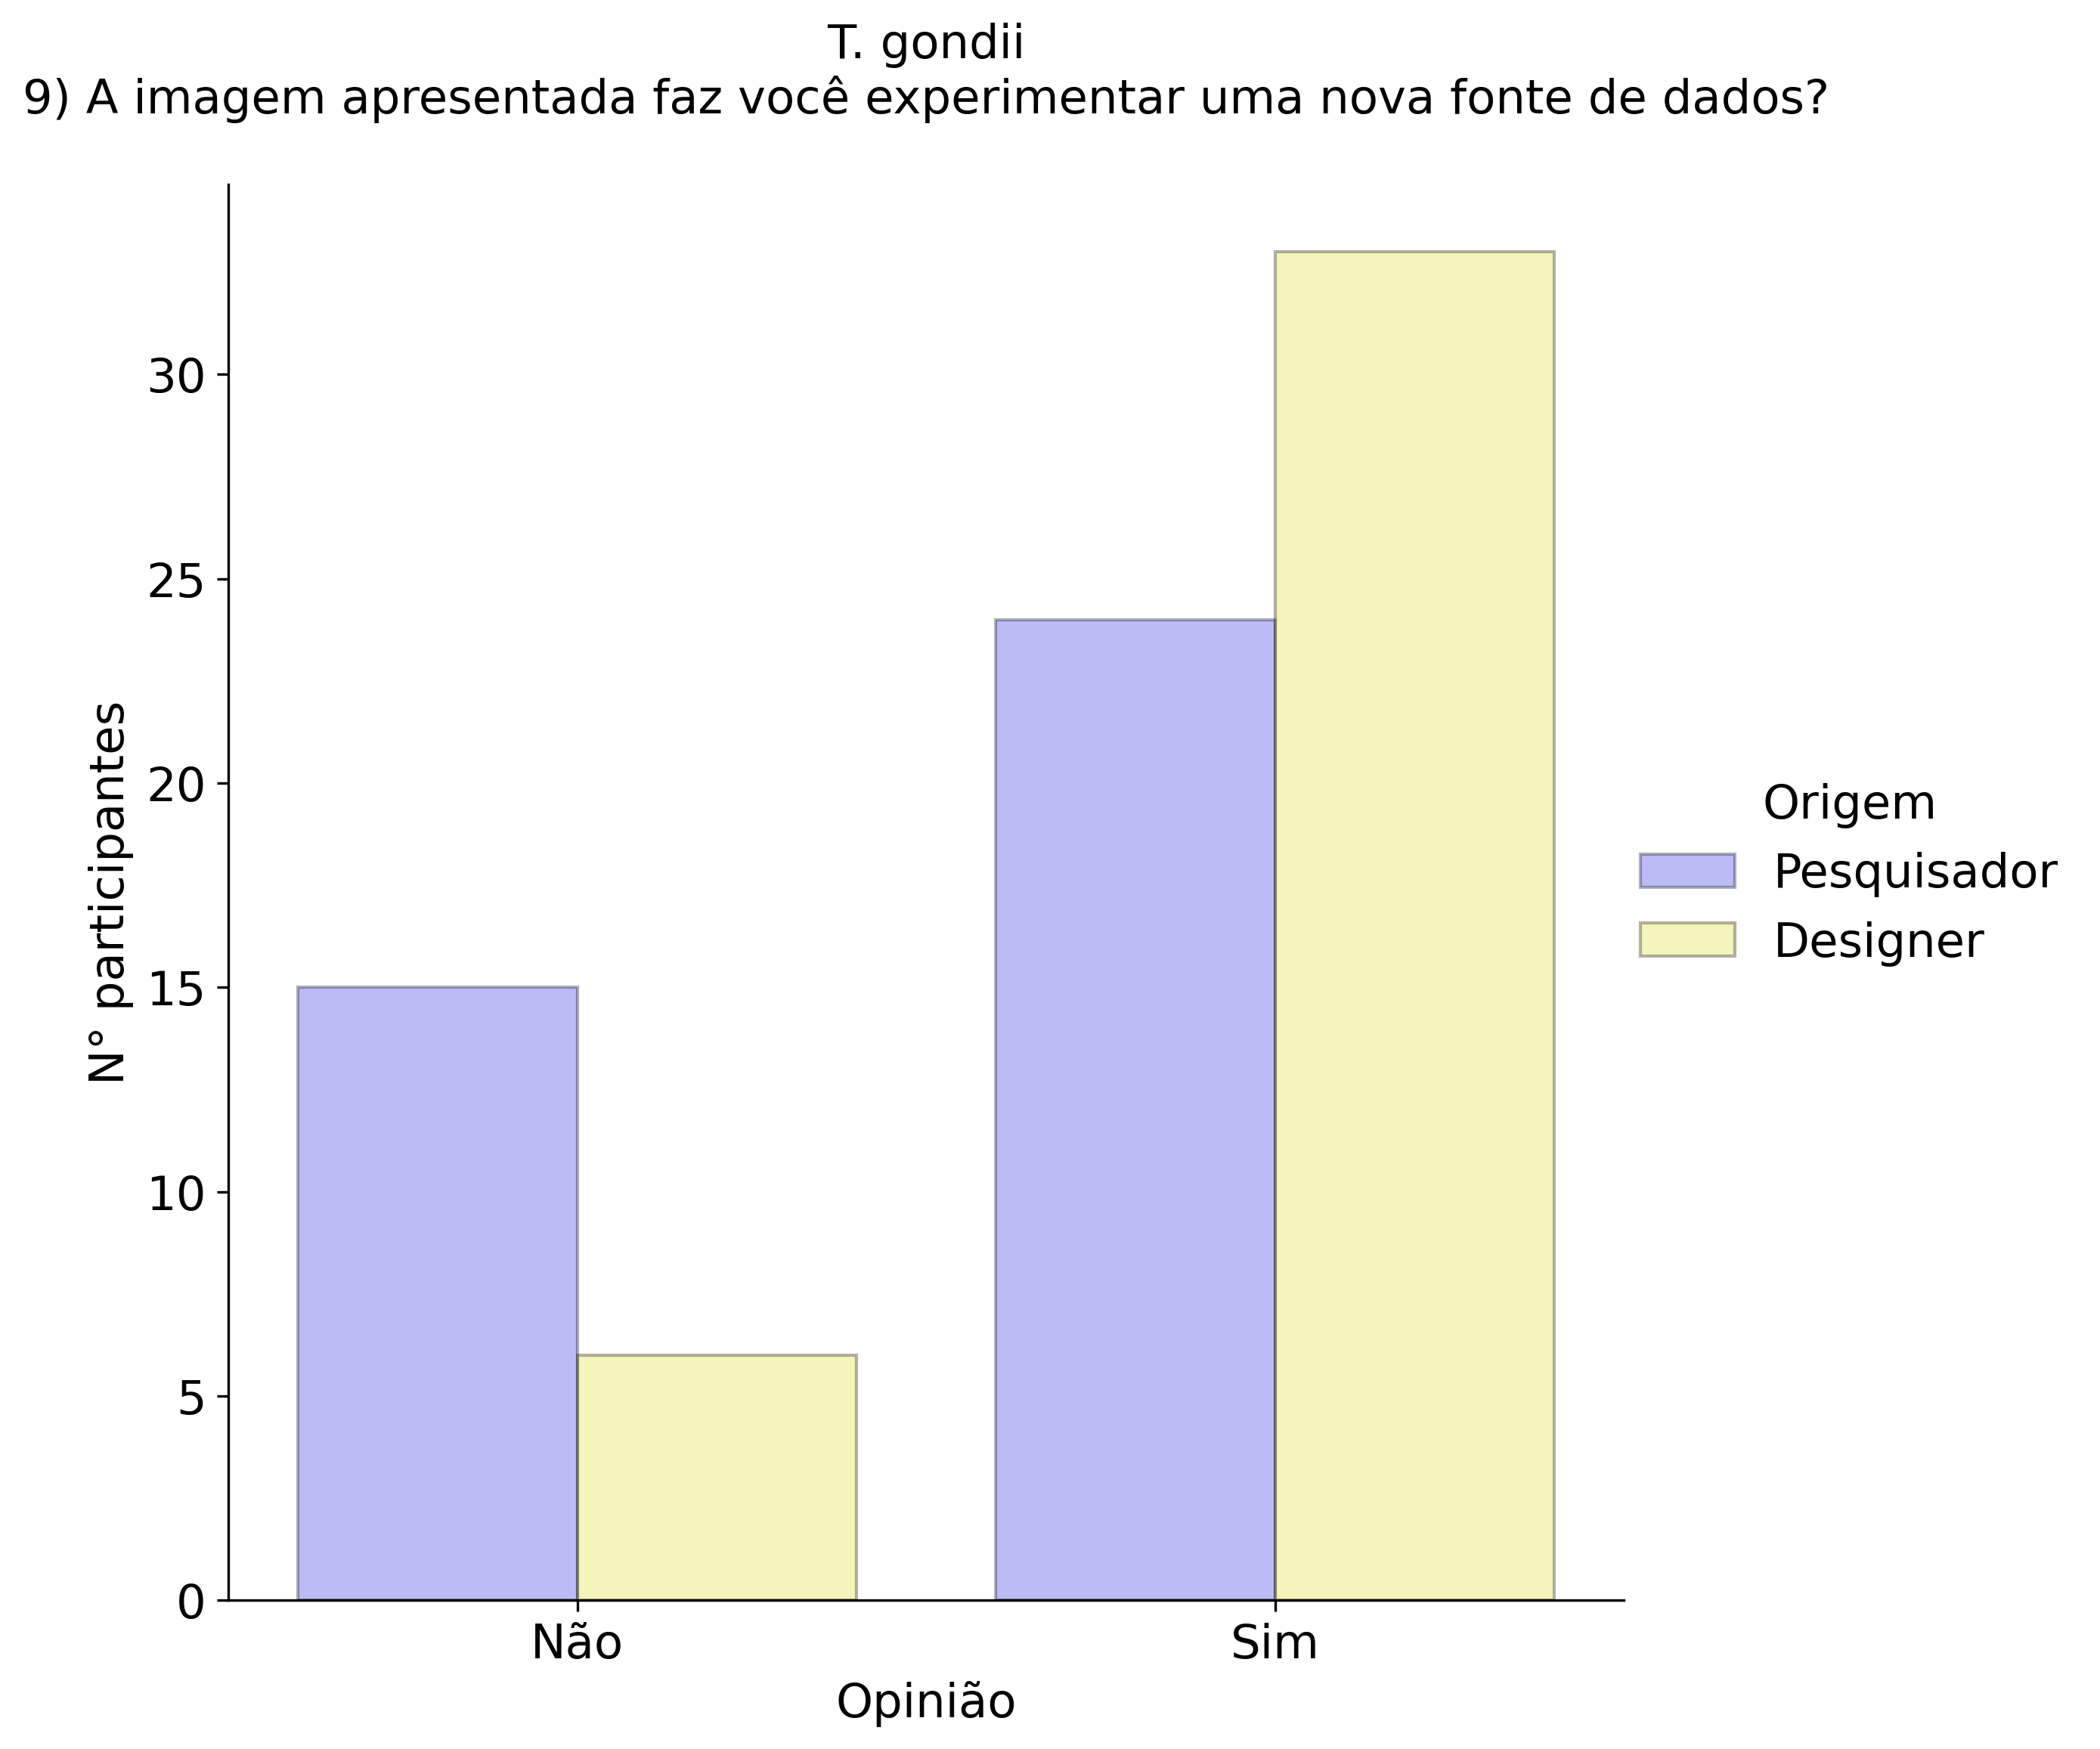 T. gondii
9) A imagem apresentada faz você experimentar uma nova fonte de dados?
N° participantes
30
25
20
15
10
5
0
Não
Sim
Opinião
Origem
Pesquisador
Designer